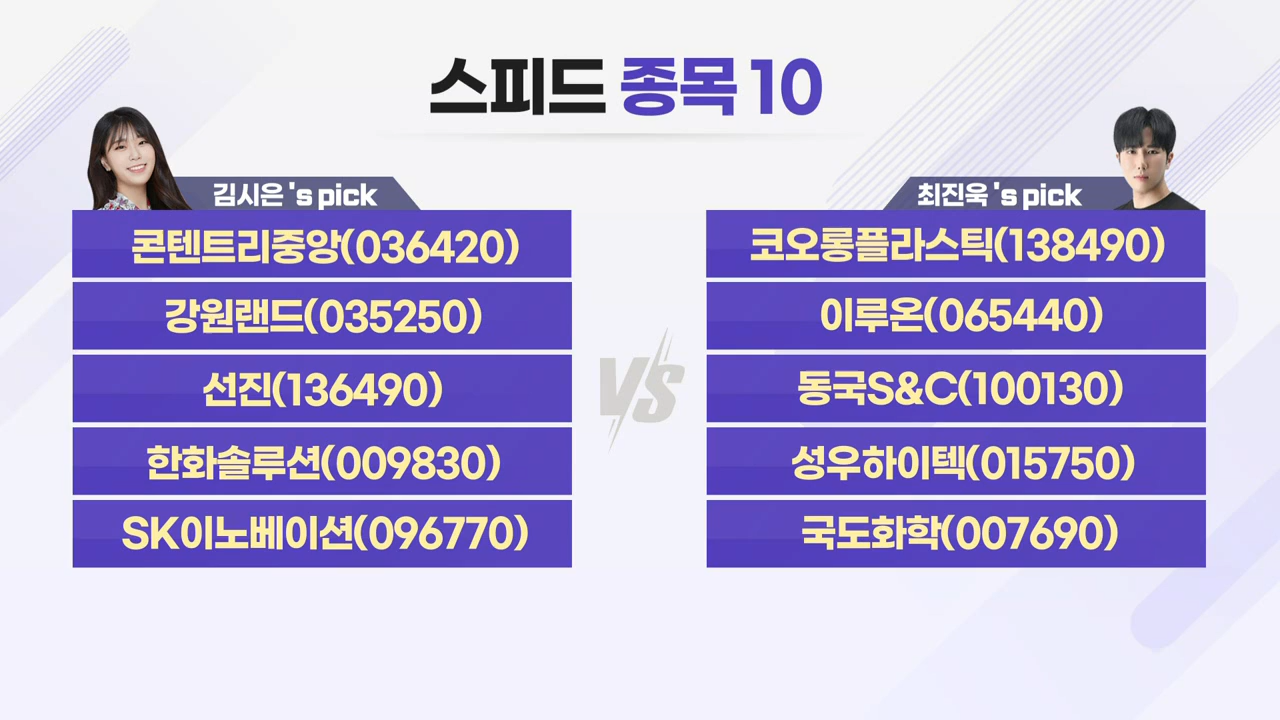 스피드 종목 10
김시은 's pick
콘텐트리중앙(036420)
강원랜드(035250)
선진(136490)
한화솔루션(009830)
SK이노베이션(096770)
VS
최진욱 's pick
코오롱플라스틱(138490)
이루온(065440)
동국S&C(100130)
성우하이텍(015750)
국도화학(007690)